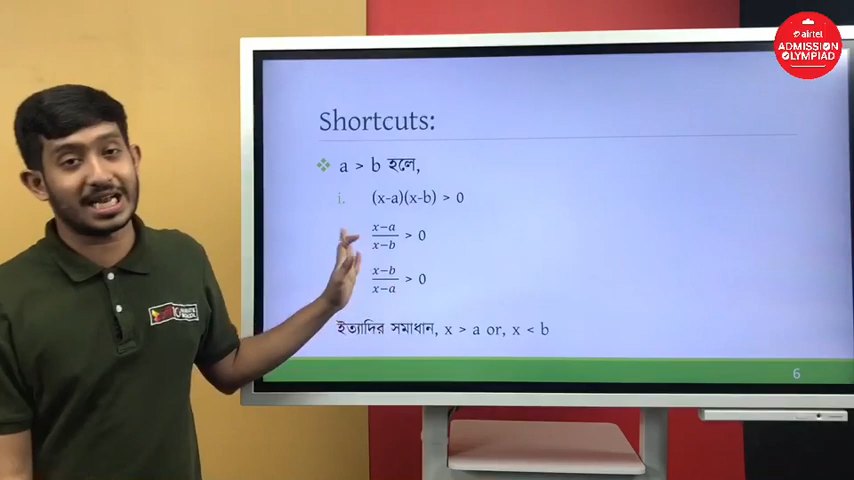 airtel
ADMISSION
OLYMPIAD
Shortcuts:
a > b হলে,
i. (x-a)(x-b) > 0
x−a / x−b > 0
x−b / x−a > 0
ইত্যাদির সমাধান, x > a or, x < b
6